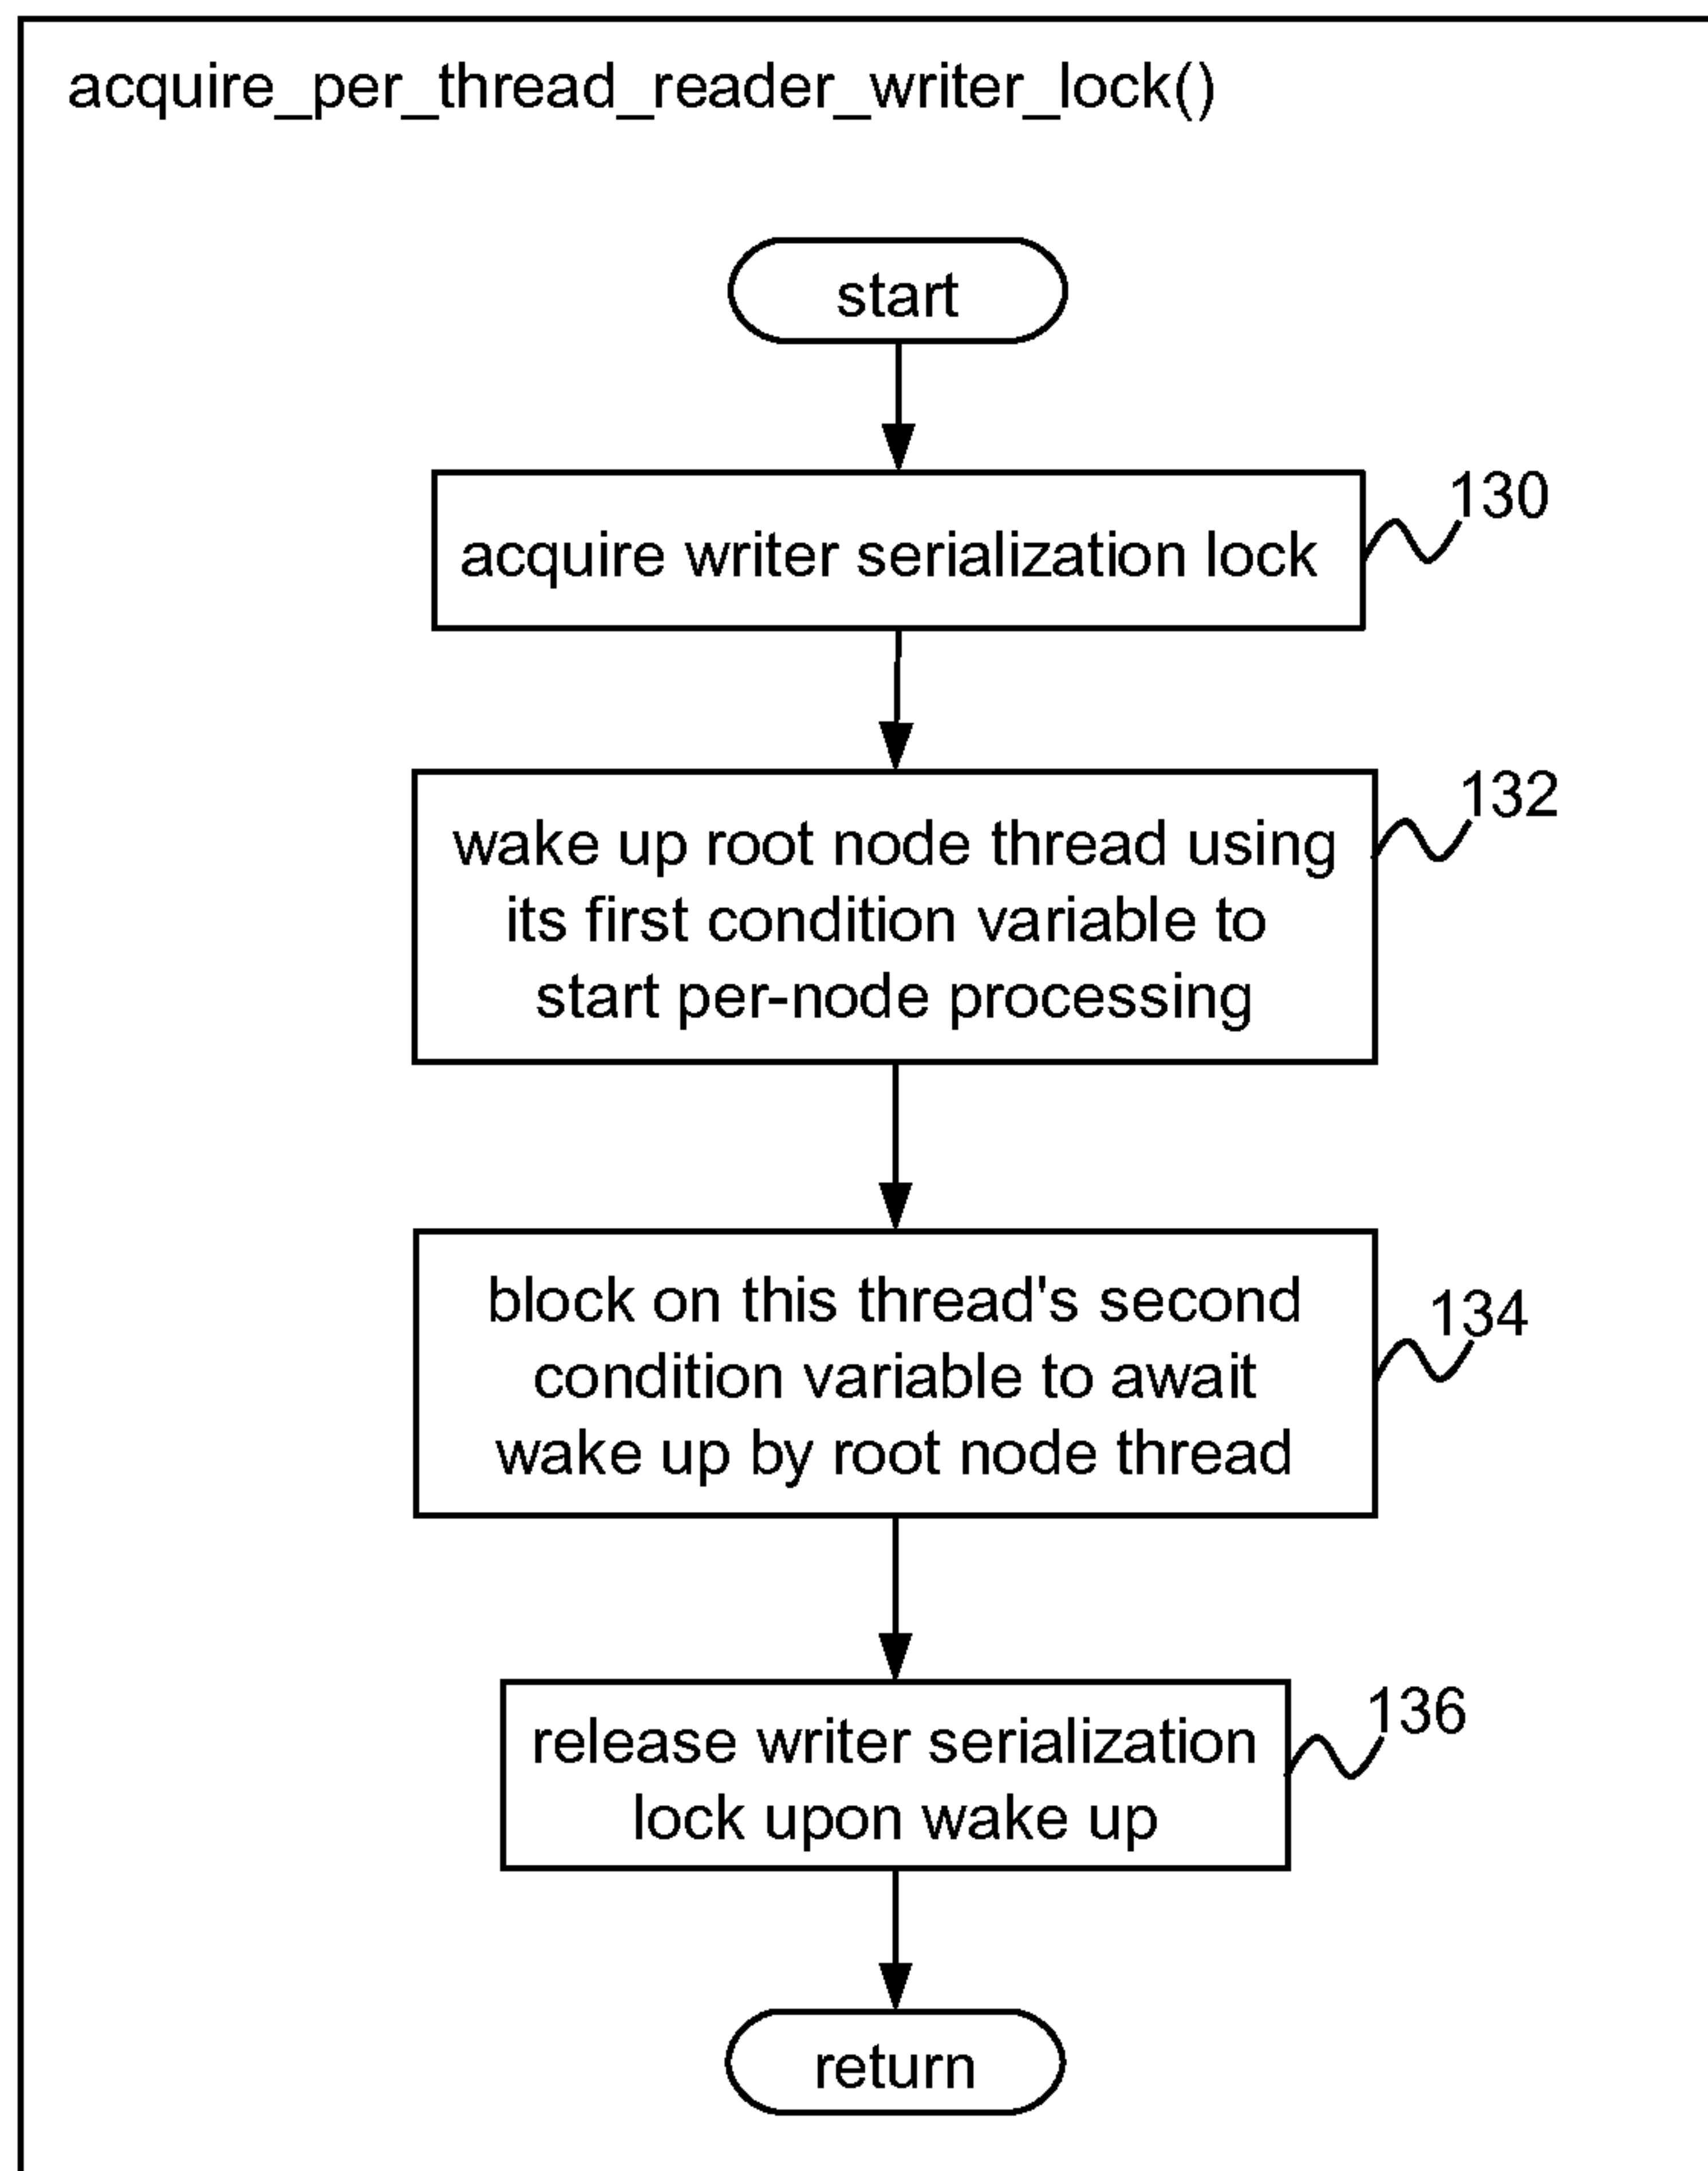 acquire_per_thread_reader_writer_lock()
start
acquire writer serialization lock
130
wake up root node thread using
its first condition variable to
start per-node processing
132
block on this thread's second
condition variable to await
wake up by root node thread
134
release writer serialization
lock upon wake up
136
return